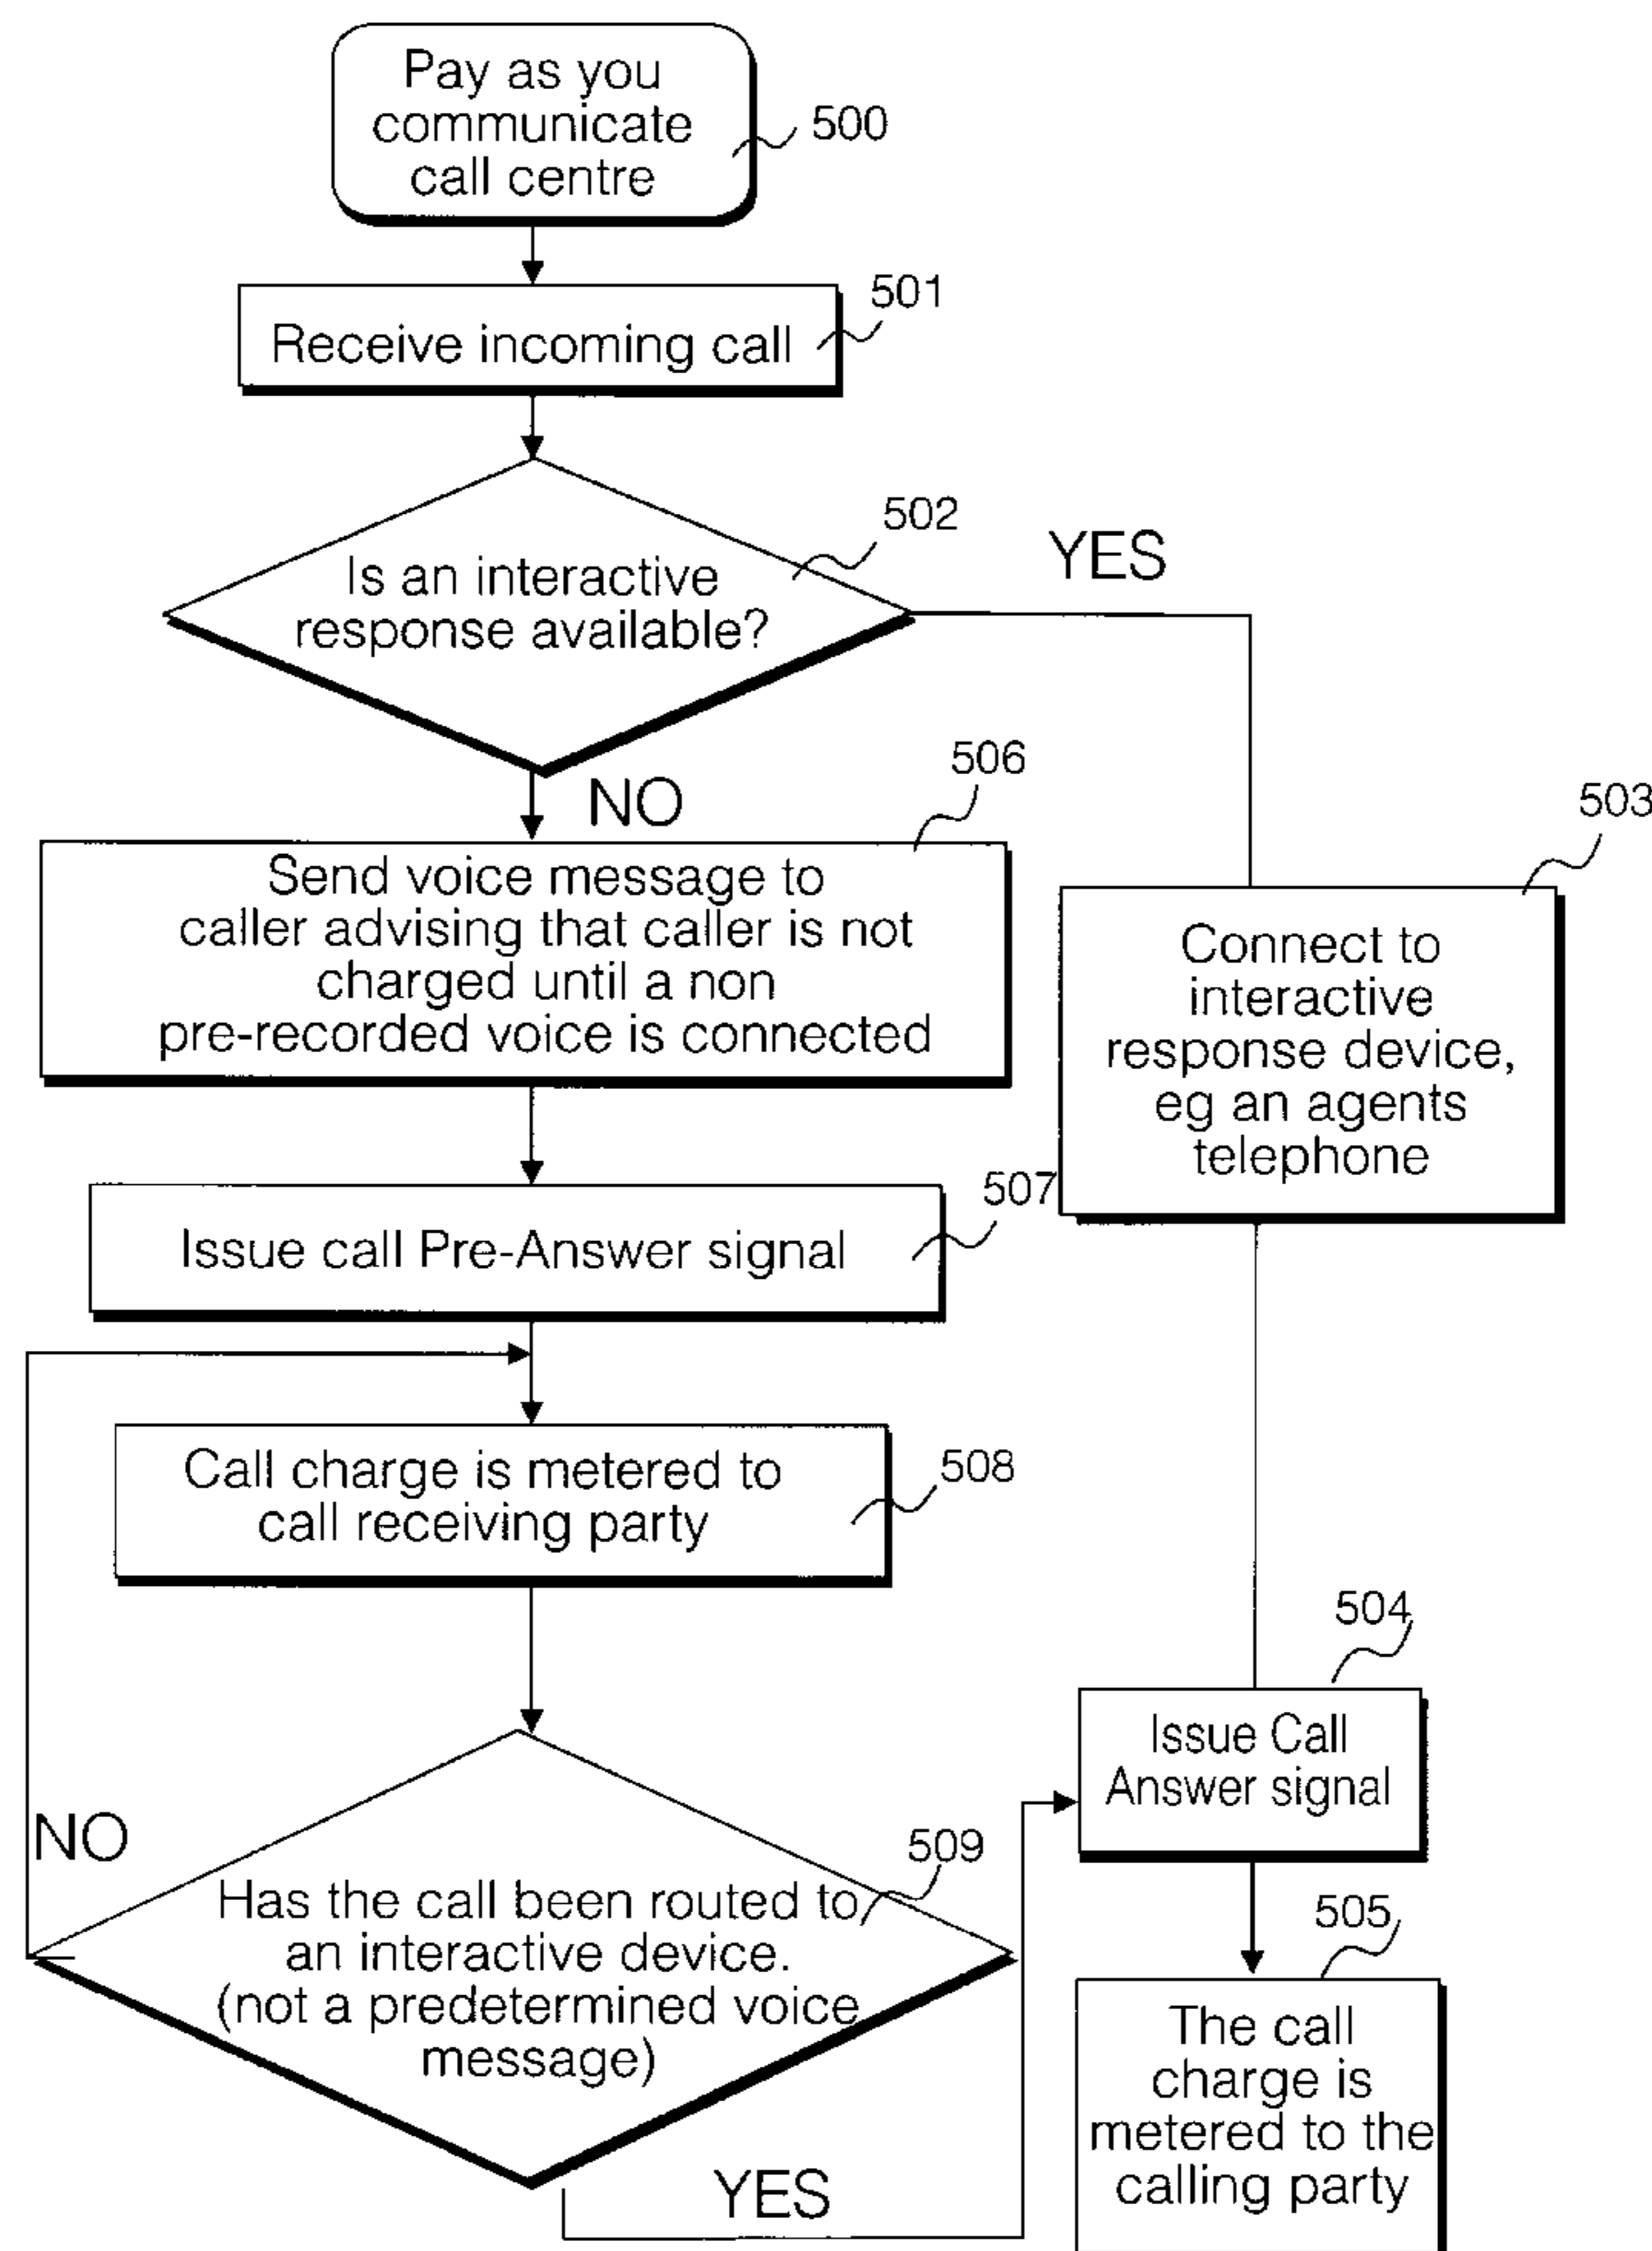 Pay as you
communicate
call centre
500
Receive incoming call
501
502
Is an interactive
response available?
YES
NO
506
Send voice message to
caller advising that caller is not
charged until a non
pre-recorded voice is connected
503
Connect to
interactive
response device,
eg an agents
telephone
507
Issue call Pre-Answer signal
508
Call charge is metered to
call receiving party
504
Issue Call
Answer signal
NO
509
Has the call been routed to
an interactive device.
(not a predetermined voice
message)
YES
505
The call
charge is
metered to the
calling party